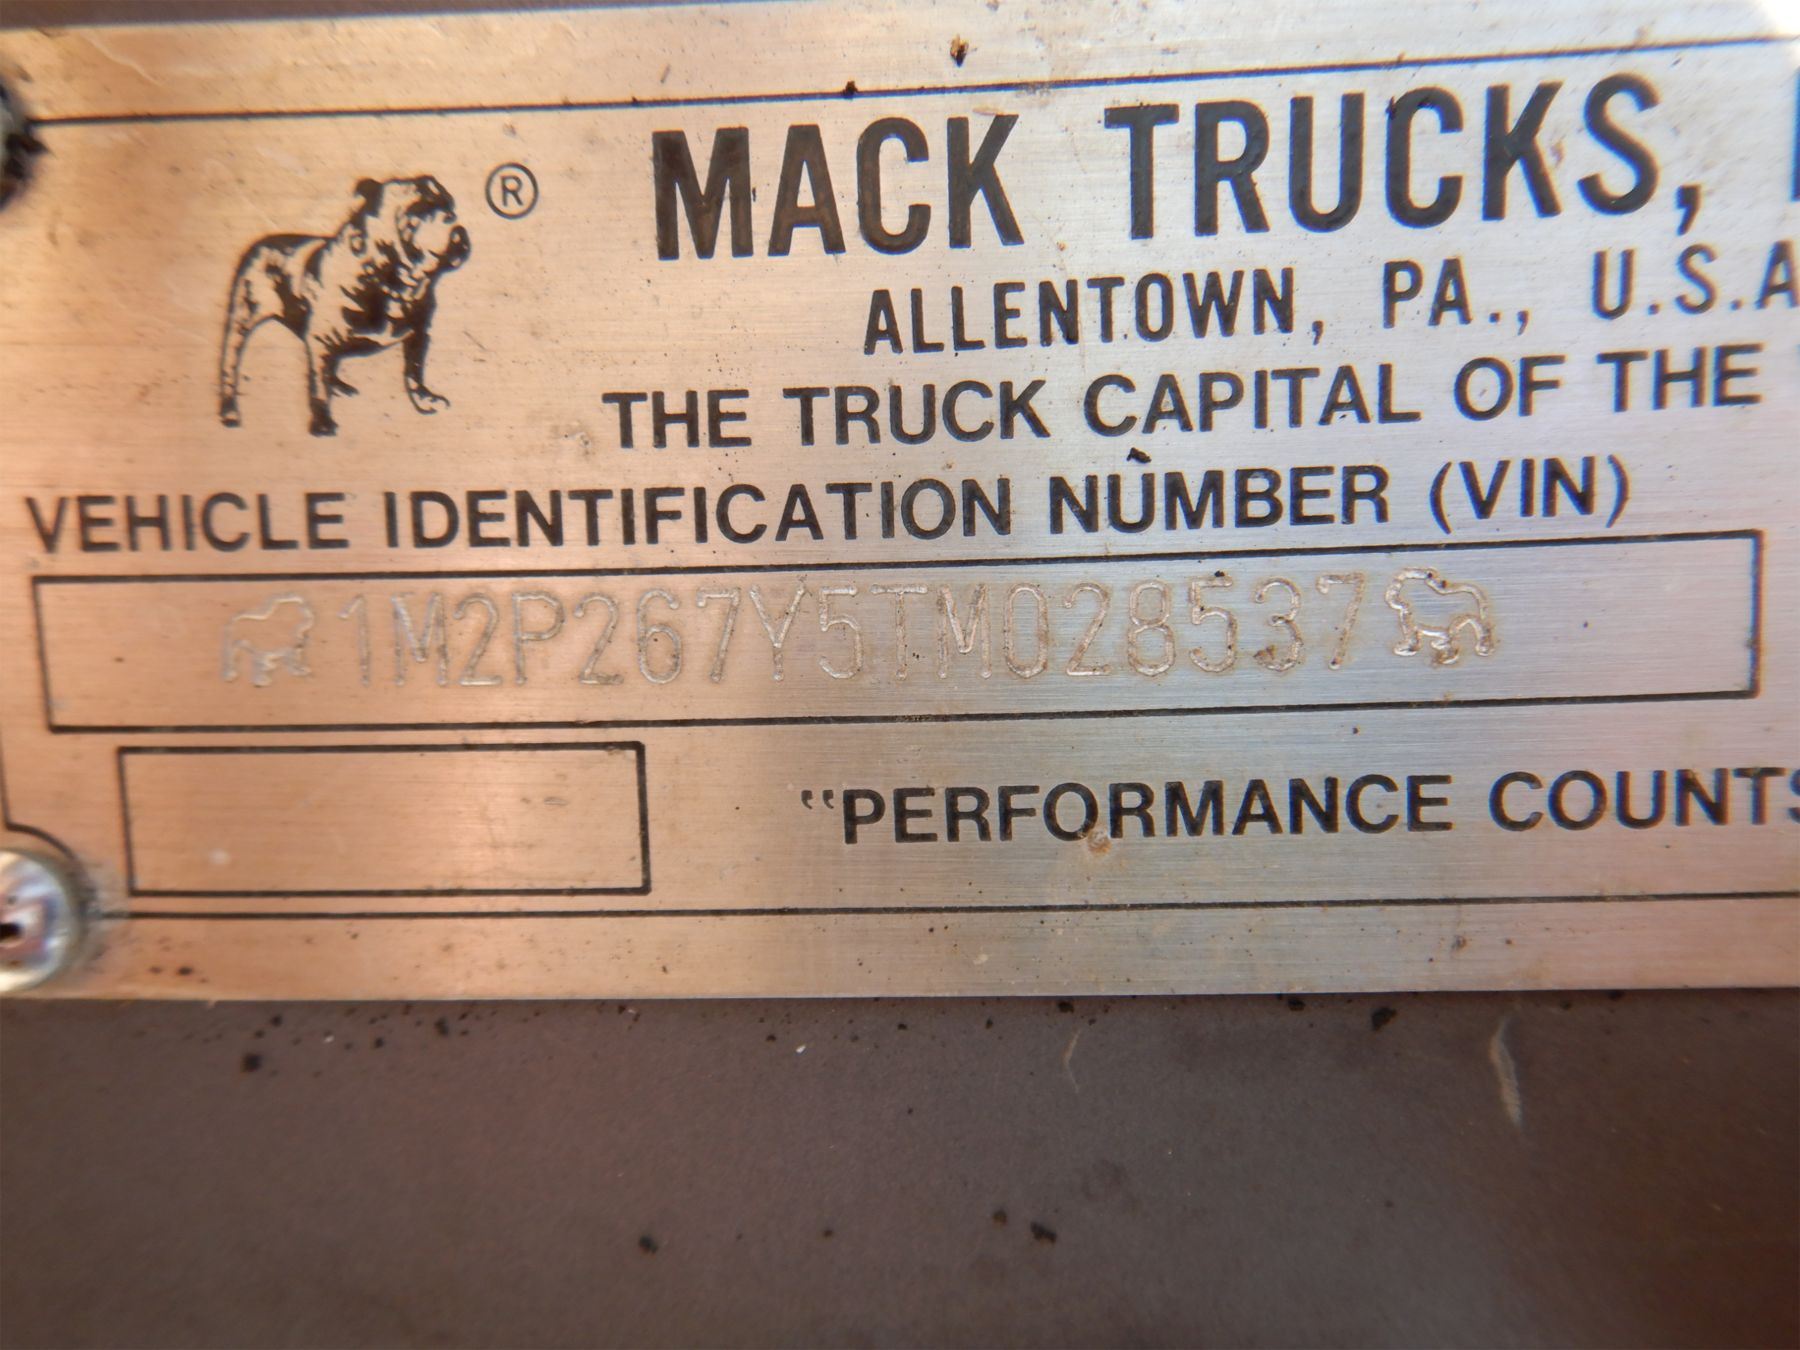 ®
MACK TRUCKS,
ALLENTOWN, PA., U.S.A
THE TRUCK CAPITAL OF THE
VEHICLE IDENTIFICATION NUMBER (VIN)
1M2P267Y5TM028537
"PERFORMANCE COUNTS